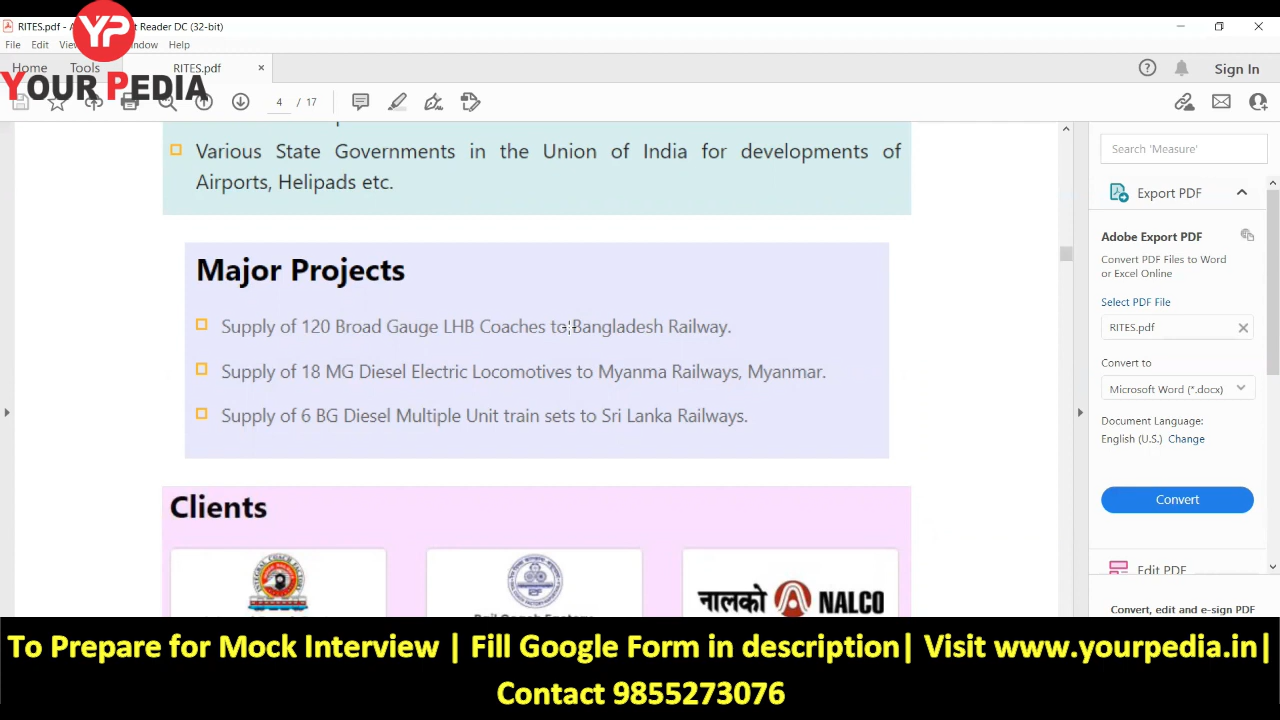 RITES.pdf - A
t Reader DC (32-bit)
File Edit Vie
indow Help
YP
YOUR PEDIA
Home Tools RITES.pdf × Sign In
4 / 17
Various State Governments in the Union of India for developments of
Airports, Helipads etc.
Major Projects
Supply of 120 Broad Gauge LHB Coaches to Bangladesh Railway.
Supply of 18 MG Diesel Electric Locomotives to Myanma Railways, Myanmar.
Supply of 6 BG Diesel Multiple Unit train sets to Sri Lanka Railways.
Clients
नालको NALCO
Search 'Measure'
Export PDF
Adobe Export PDF
Convert PDF Files to Word
or Excel Online
Select PDF File
RITES.pdf
Convert to
Microsoft Word (*.docx)
Document Language:
English (U.S.) Change
Convert
Edit PDF
Convert, edit and e-sign PDF
To Prepare for Mock Interview | Fill Google Form in description| Visit www.yourpedia.in|
Contact 9855273076